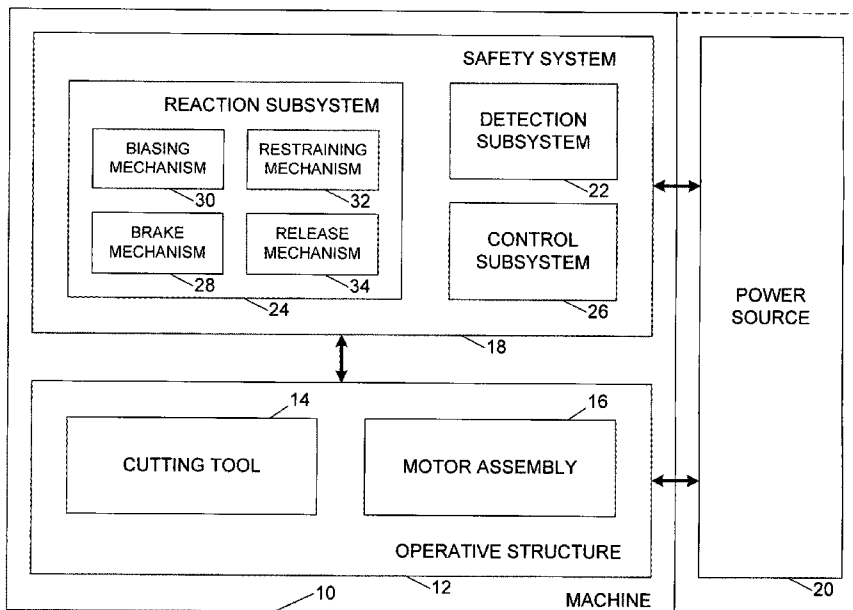 SAFETY SYSTEM
REACTION SUBSYSTEM
BIASING
MECHANISM
30
RESTRAINING
MECHANISM
32
BRAKE
MECHANISM
28
RELEASE
MECHANISM
34
24
DETECTION
SUBSYSTEM
22
CONTROL
SUBSYSTEM
26
18
POWER
SOURCE
20
14
CUTTING TOOL
16
MOTOR ASSEMBLY
OPERATIVE STRUCTURE
12
10
MACHINE